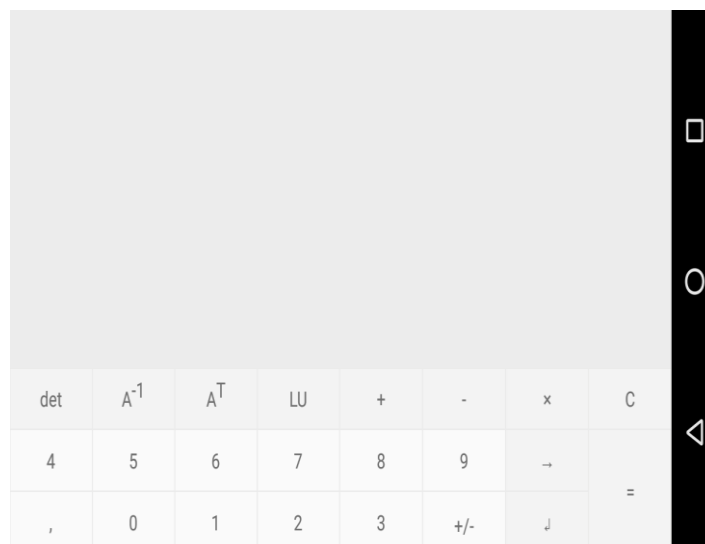 det A-1 AT LU + - × C
4 5 6 7 8 9 →
=
, 0 1 2 3 +/- ↲